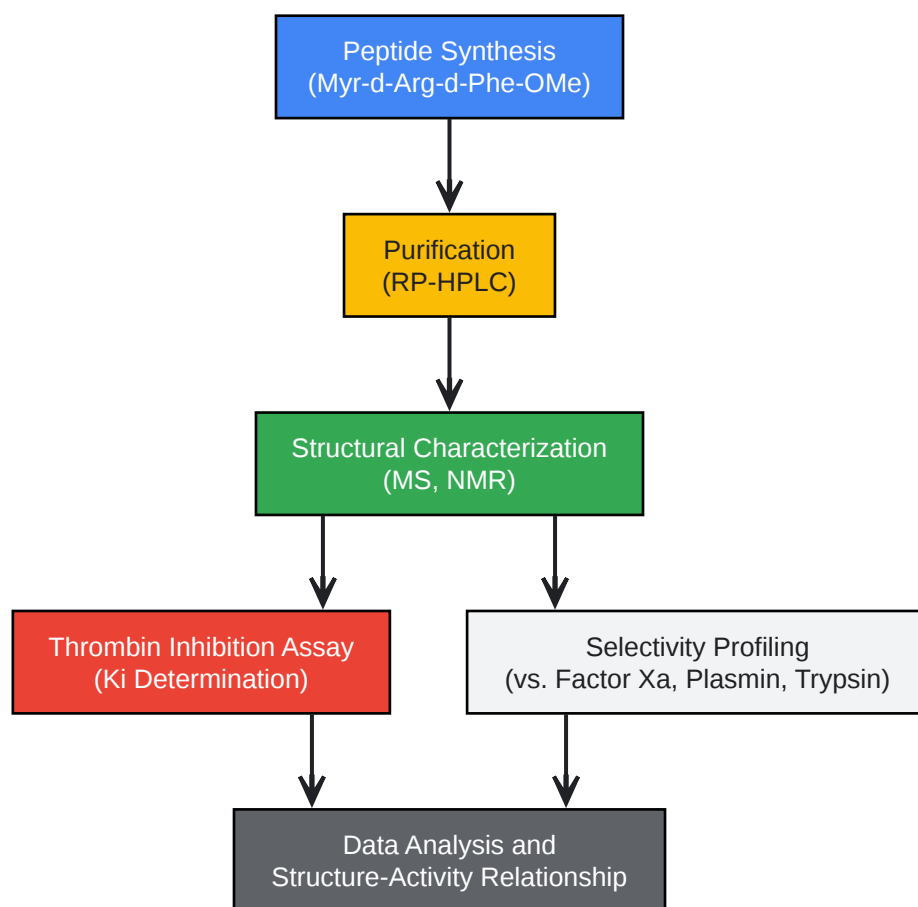 Peptide Synthesis
(Myr-d-Arg-d-Phe-OMe)
Purification
(RP-HPLC)
Structural Characterization
(MS, NMR)
Thrombin Inhibition Assay
(Ki Determination)
Selectivity Profiling
(vs. Factor Xa, Plasmin, Trypsin)
Data Analysis and
Structure-Activity Relationship